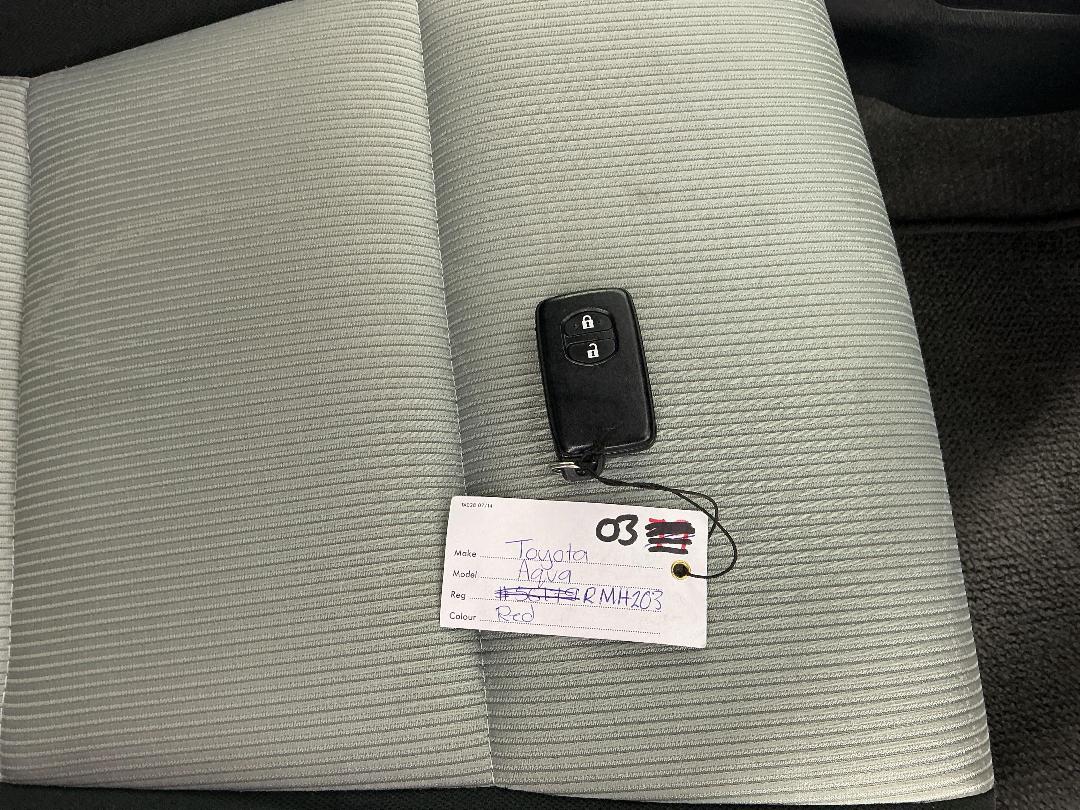 03
Make Toyota
Model Aqua
Reg RMH203
Colour Red